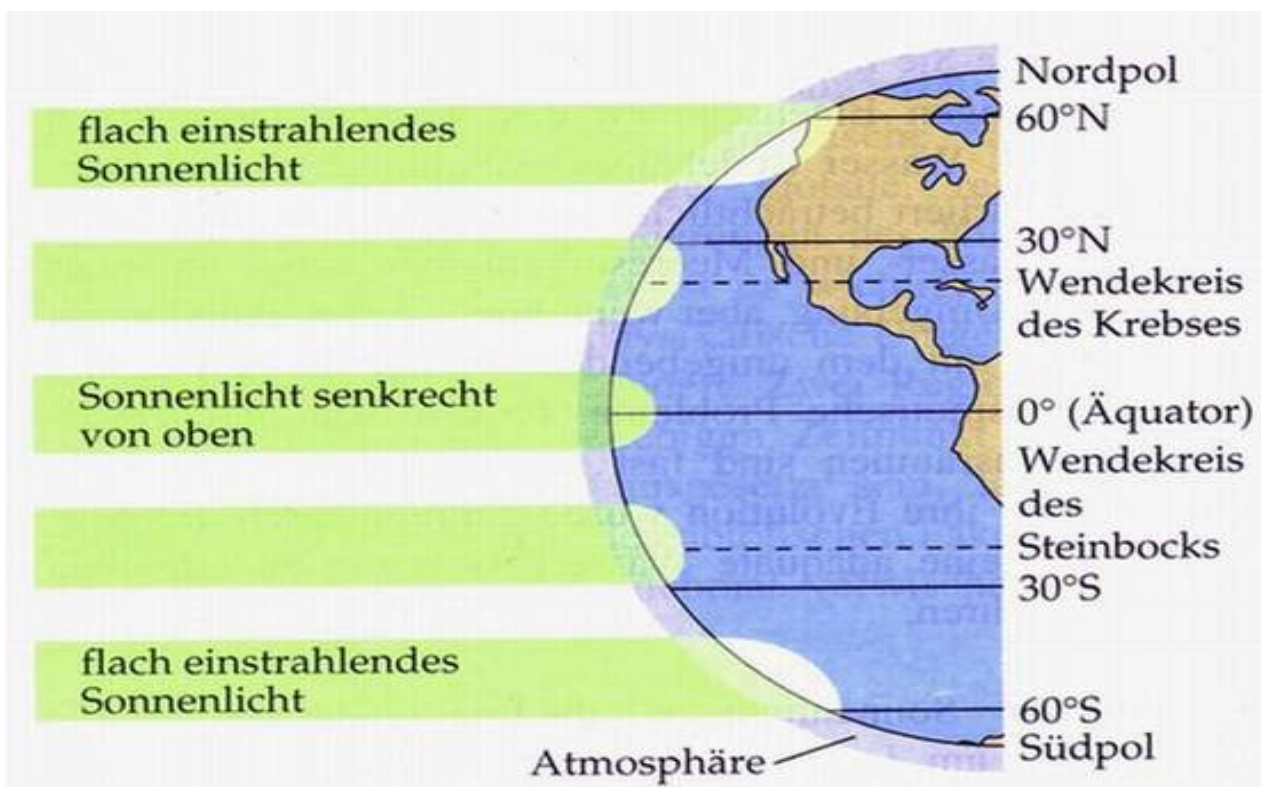 Nordpol
flach einstrahlendes
Sonnenlicht
60°N
30°N
Wendekreis
des Krebses
Sonnenlicht senkrecht
von oben
0° (Äquator)
Wendekreis
des
Steinbocks
30°S
flach einstrahlendes
Sonnenlicht
60°S
Südpol
Atmosphäre